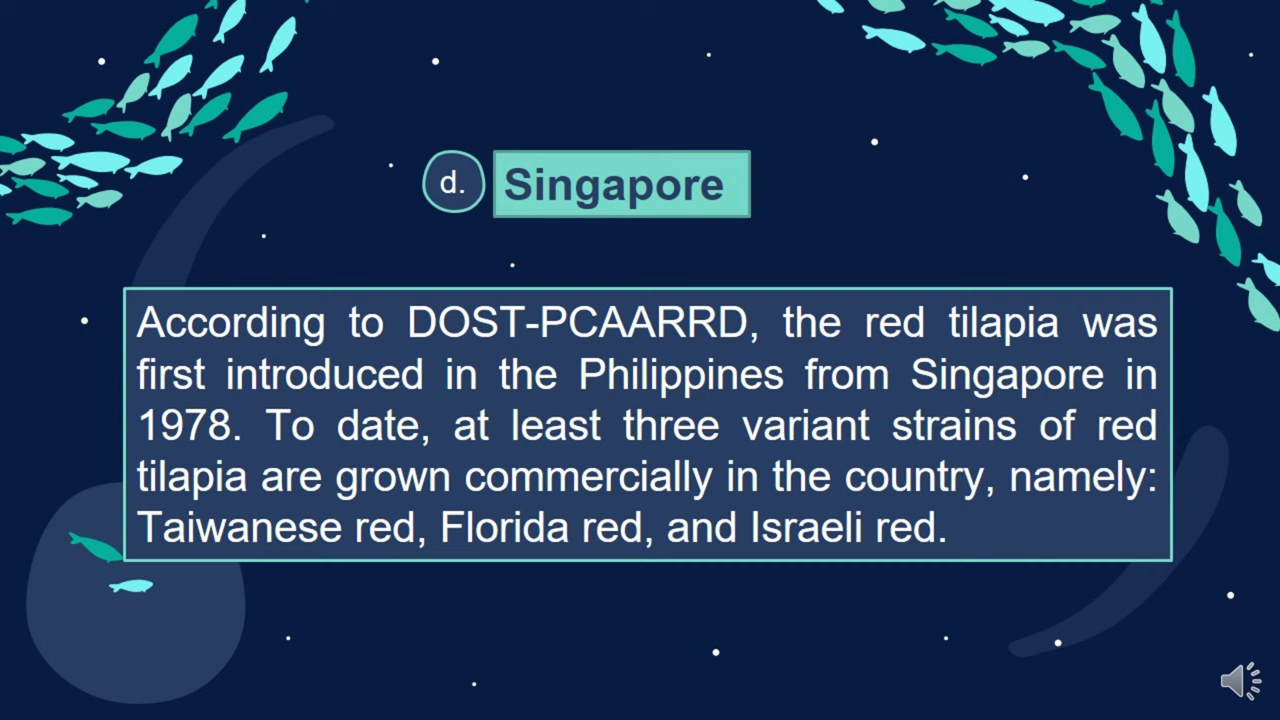 d.
Singapore
According to DOST-PCAARRD, the red tilapia was
first introduced in the Philippines from Singapore in
1978. To date, at least three variant strains of red
tilapia are grown commercially in the country, namely:
Taiwanese red, Florida red, and Israeli red.